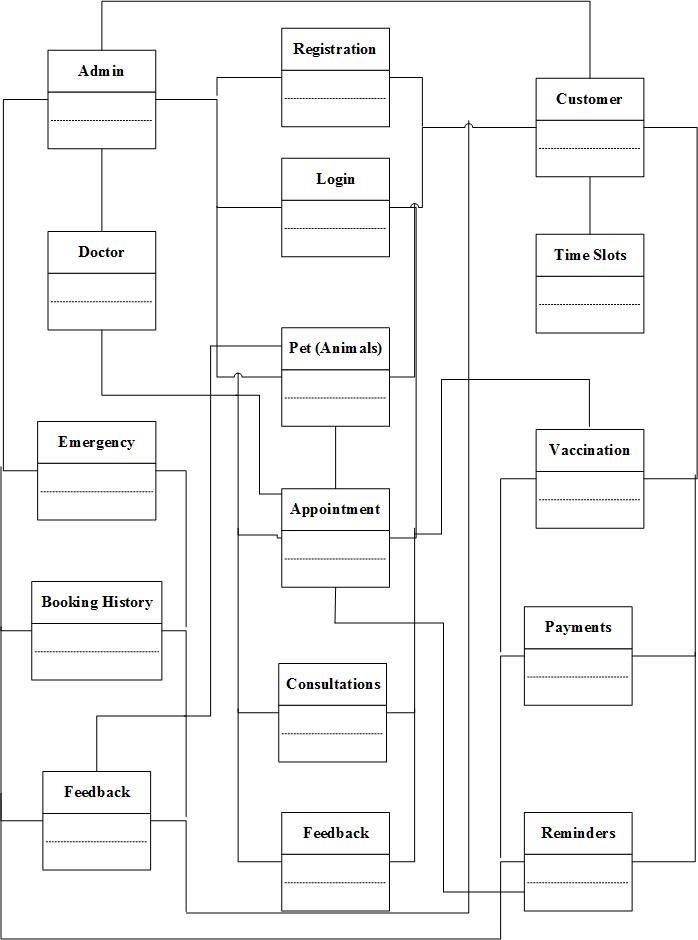 Registration
Admin
Customer
Login
Doctor
Time Slots
Pet (Animals)
Emergency
Vaccination
Appointment
Booking History
Payments
Consultations
Feedback
Feedback
Reminders